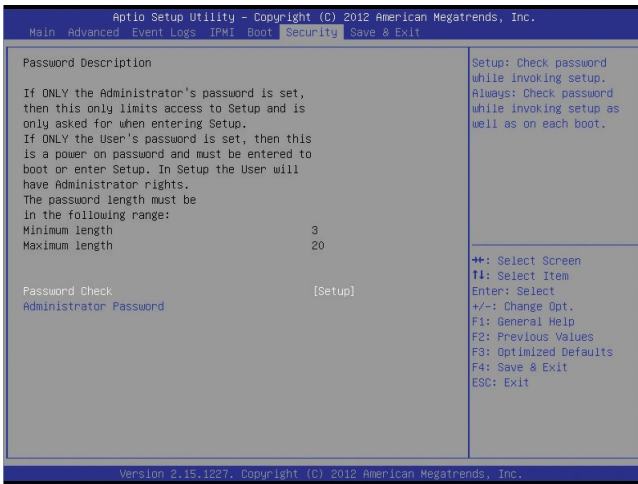 Aptio Setup Utility – Copyright (C) 2012 American Megatrends, Inc.
Main Advanced Event Logs IPMI Boot Security Save & Exit
Password Description
If ONLY the Administrator's password is set,
then this only limits access to Setup and is
only asked for when entering Setup.
If ONLY the User's password is set, then this
is a power on password and must be entered to
boot or enter Setup. In Setup the User will
have Administrator rights.
The password length must be
in the following range:
Minimum length 3
Maximum length 20
Password Check [Setup]
Administrator Password
Setup: Check password
while invoking setup.
Always: Check password
while invoking setup as
well as on each boot.
→←: Select Screen
↑↓: Select Item
Enter: Select
+/-: Change Opt.
F1: General Help
F2: Previous Values
F3: Optimized Defaults
F4: Save & Exit
ESC: Exit
Version 2.15.1227. Copyright (C) 2012 American Megatrends, Inc.